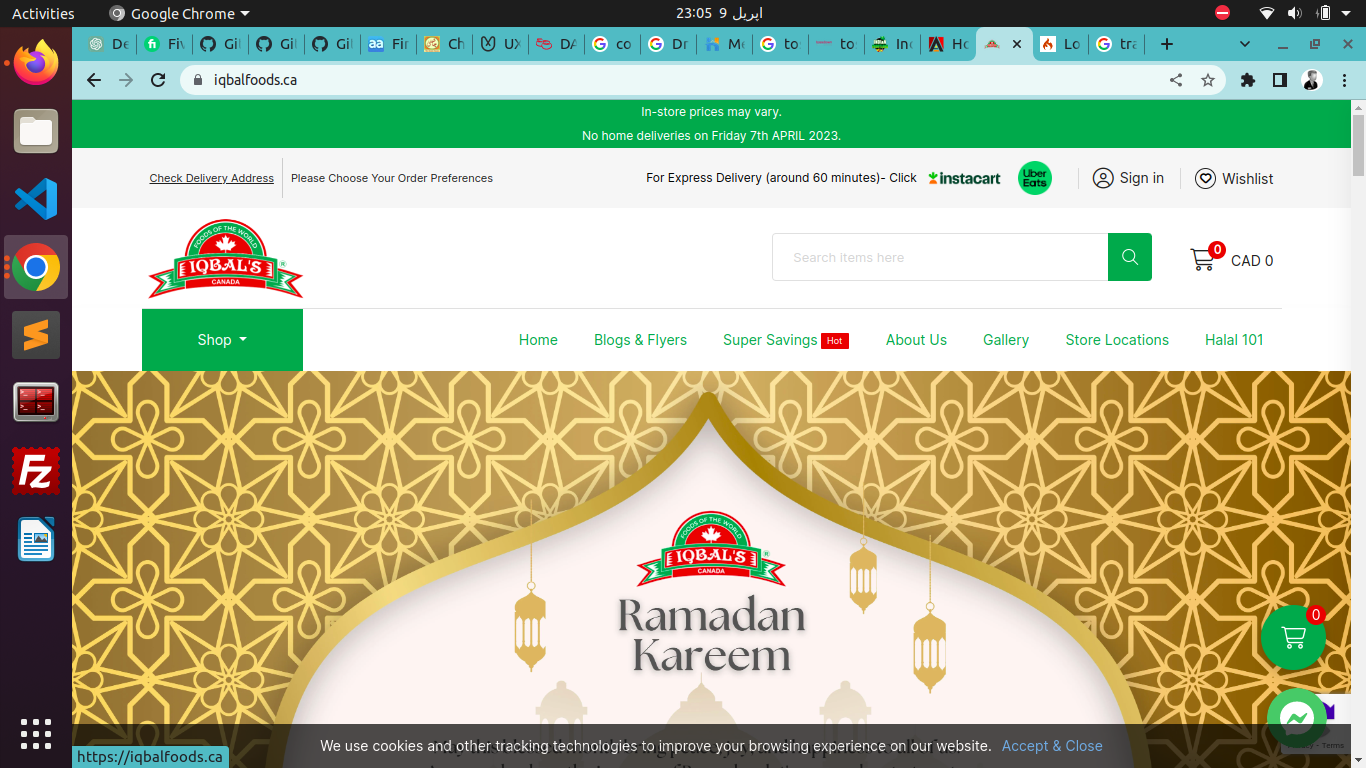 Activities
Google Chrome
اپریل 9 23:05
De
Fiv
Gi
Gi
Gi
aa
Fir
Ch
UX
DA
co
Dr
Me
to
to
Inc
Ho
Lo
tra
iqbalfoods.ca
In-store prices may vary.
No home deliveries on Friday 7th APRIL 2023.
Check Delivery Address
Please Choose Your Order Preferences
For Express Delivery (around 60 minutes)- Click
instacart
Uber
Eats
Sign in
Wishlist
FOODS OF THE WORLD
IQBAL'S
CANADA
Search items here
0
CAD 0
Shop
Home
Blogs & Flyers
Super Savings Hot
About Us
Gallery
Store Locations
Halal 101
FOODS OF THE WORLD
IQBAL'S
CANADA
Ramadan
Kareem
0
We use cookies and other tracking technologies to improve your browsing experience on our website. Accept & Close
Terms
https://iqbalfoods.ca
Fz